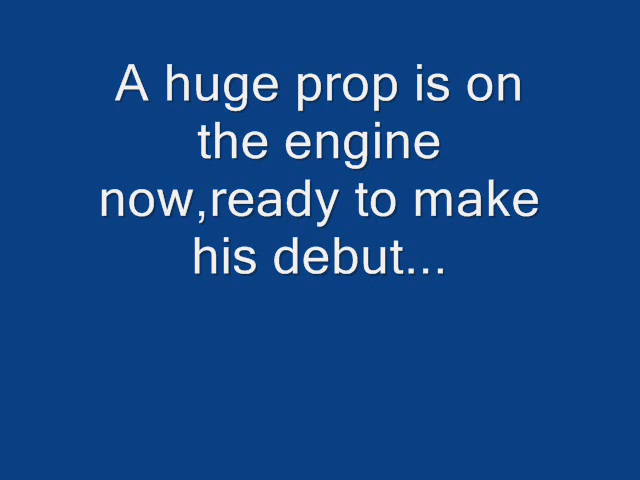 A huge prop is on
the engine
now,ready to make
his debut...